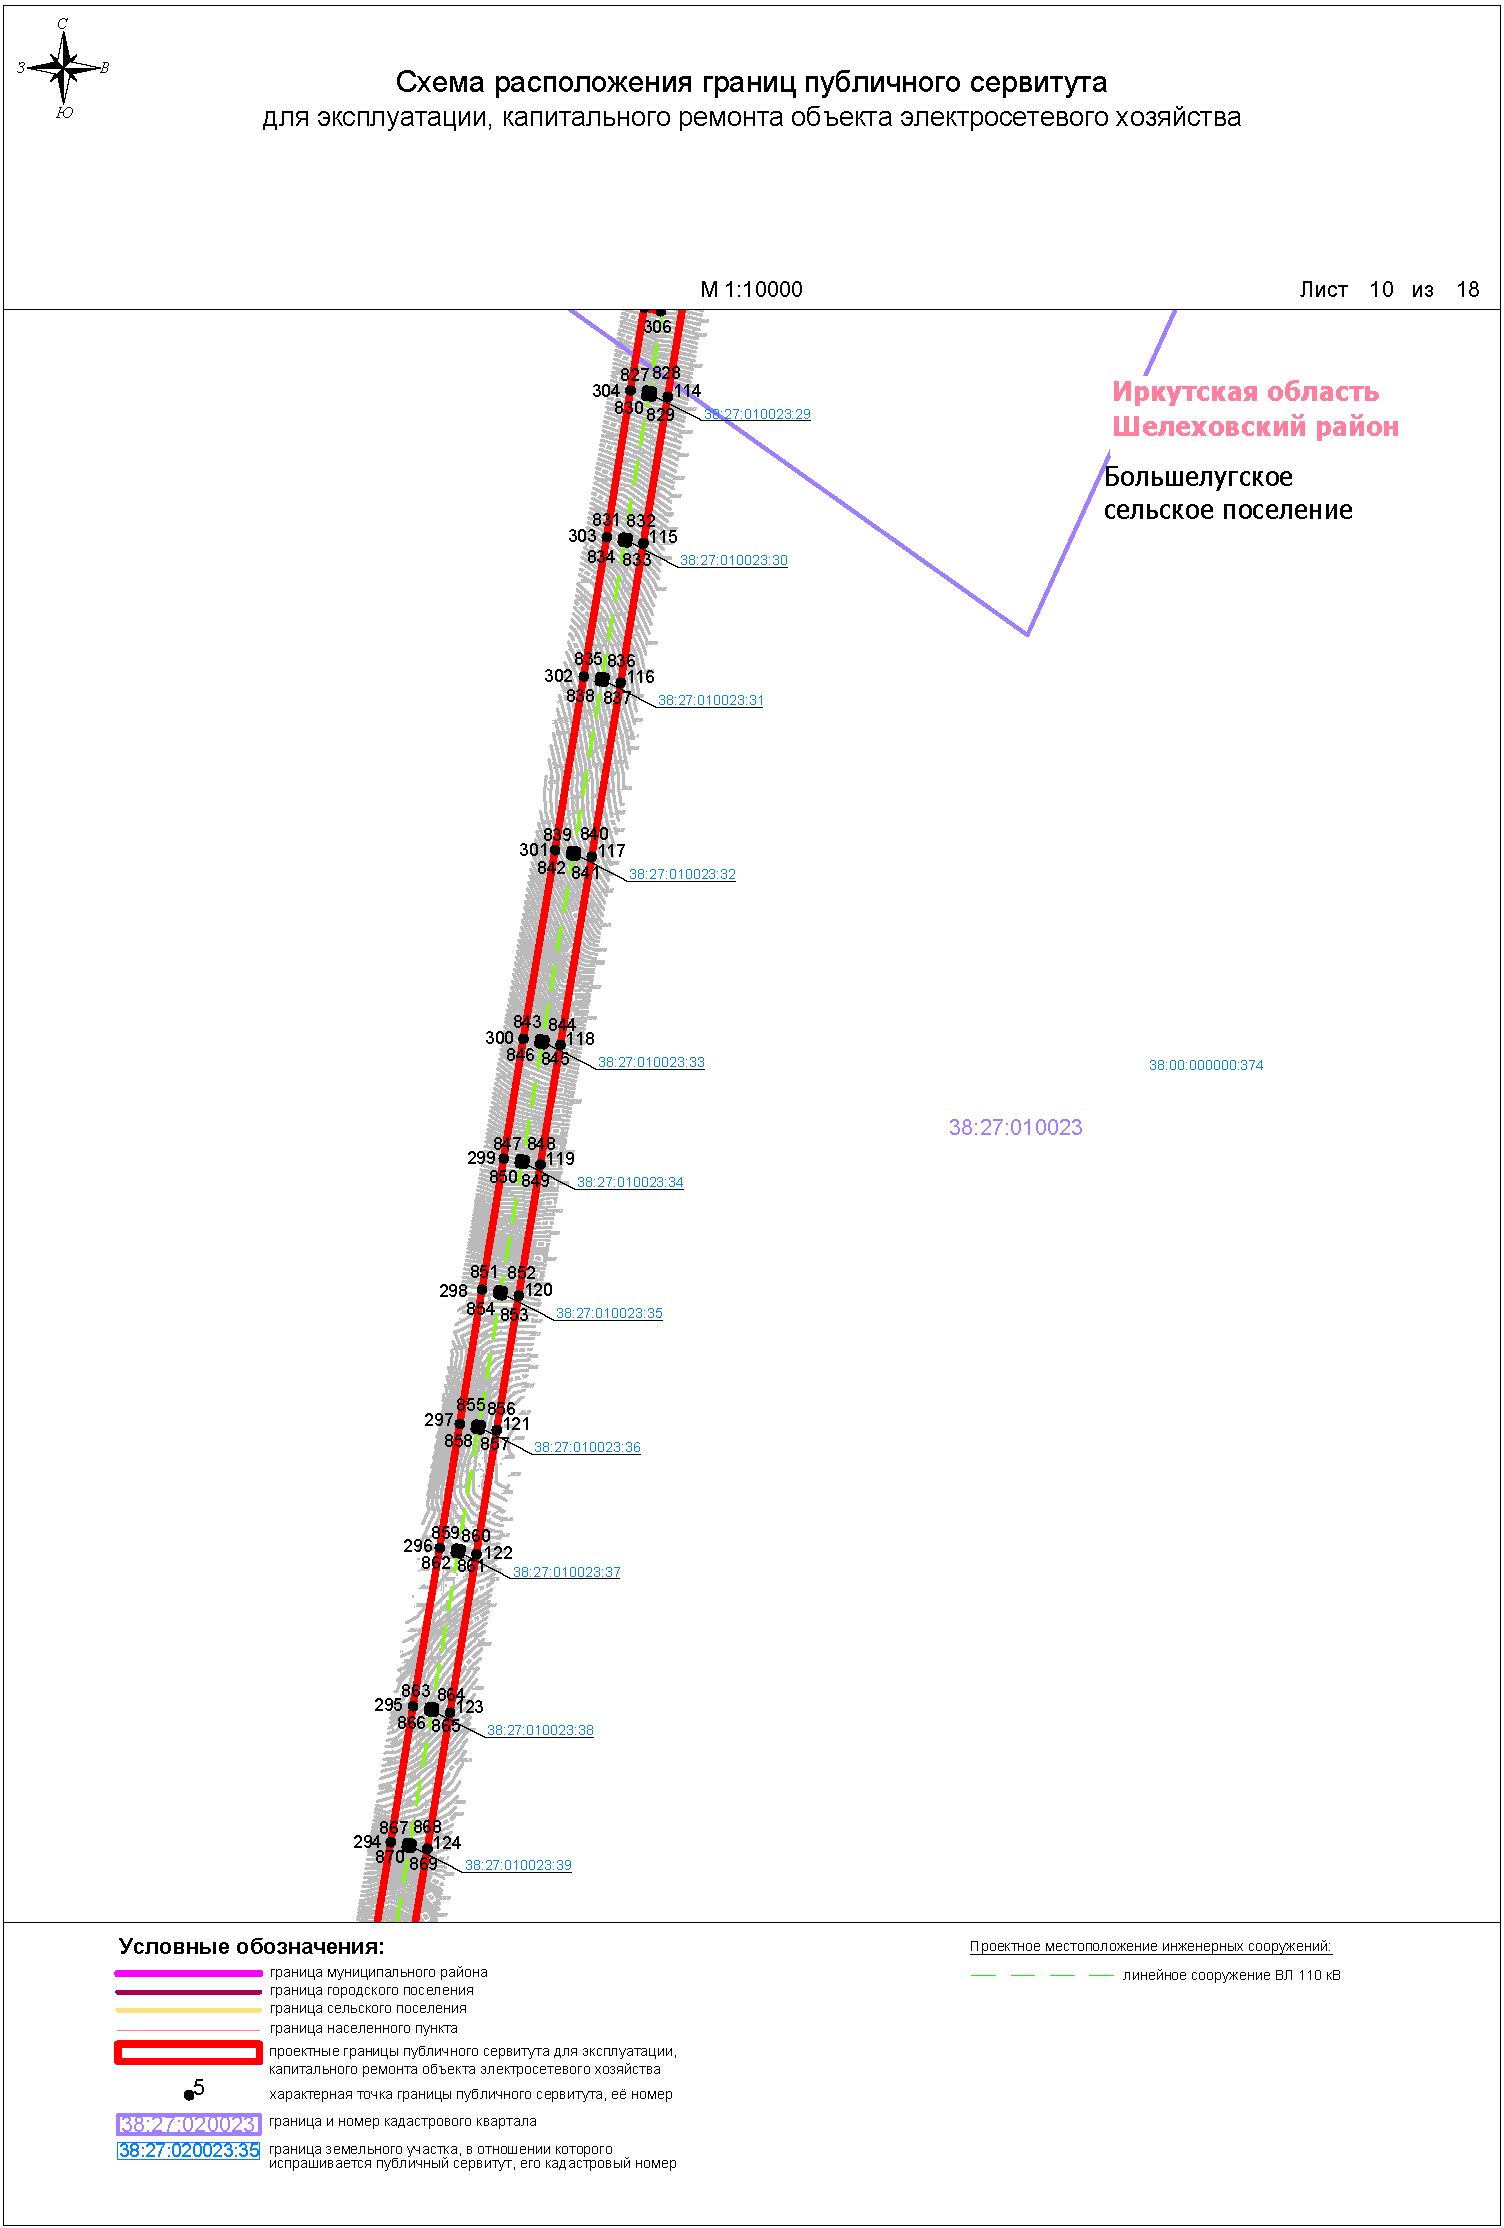 С
З В
Ю
Схема расположения границ публичного сервитута
для эксплуатации, капитального ремонта объекта электросетевого хозяйства
М 1:10000
Лист 10 из 18
306
827 828
304 114
830 829
38:27:010023:29
Иркутская область
Шелеховский район
Большелугское
сельское поселение
831 832
303 115
834 833
38:27:010023:30
835 836
302 116
838 837
38:27:010023:31
839 840
301 117
842 841
38:27:010023:32
843 844
300 118
846 845
38:27:010023:33
38:00:000000:374
38:27:010023
847 848
299 119
850 849
38:27:010023:34
851 852
298 120
854 853
38:27:010023:35
855 856
297 121
858 857
38:27:010023:36
859 860
296 122
862 861
38:27:010023:37
863 864
295 123
866 865
38:27:010023:38
867 868
294 124
870 869
38:27:010023:39
Условные обозначения:
граница муниципального района
граница городского поселения
граница сельского поселения
граница населенного пункта
проектные границы публичного сервитута для эксплуатации,
капитального ремонта объекта электросетевого хозяйства
5
характерная точка границы публичного сервитута, её номер
38:27:020023
граница и номер кадастрового квартала
38:27:020023:35
граница земельного участка, в отношении которого
испрашивается публичный сервитут, его кадастровый номер
Проектное местоположение инженерных сооружений:
линейное сооружение ВЛ 110 кВ